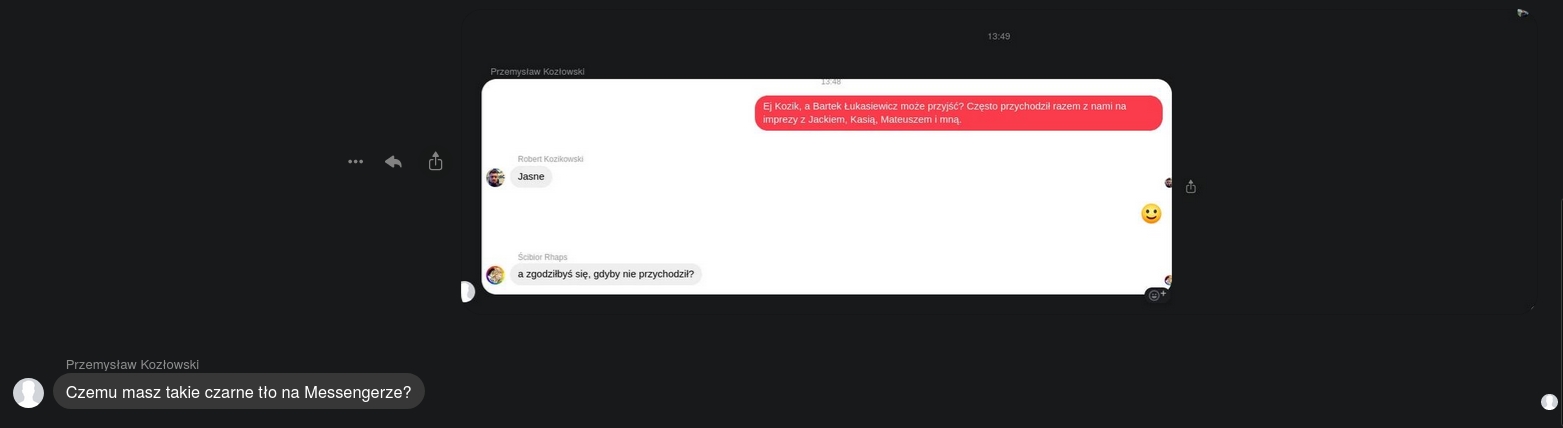 13:49
Przemysław Kozłowski
13:48
Ej Kozik, a Bartek Łukasiewicz może przyjść? Często przychodził razem z nami na
imprezy z Jackiem, Kasią, Mateuszem i mną.
Robert Kozikowski
Jasne
Ścibior Rhaps
a zgodziłbyś się, gdyby nie przychodził?
Przemysław Kozłowski
Czemu masz takie czarne tło na Messengerze?